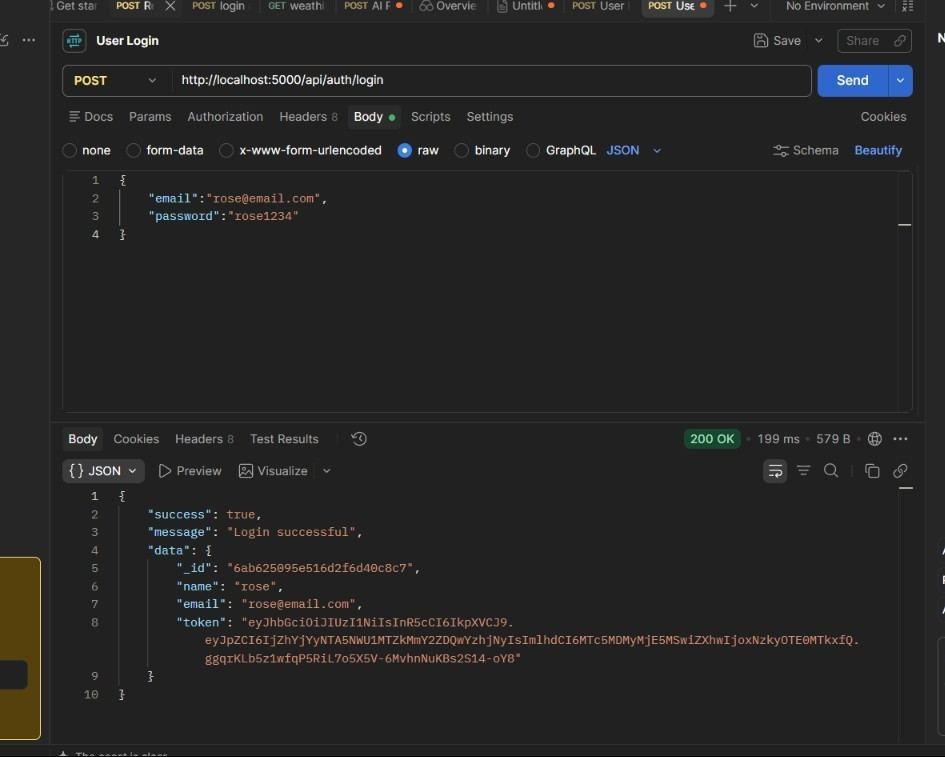 Get star POST R POST login GET weathe POST AI F Overvie Untitl POST User POST Use No Environment
User Login Save Share
POST http://localhost:5000/api/auth/login Send
Docs Params Authorization Headers 8 Body Scripts Settings Cookies
none form-data x-www-form-urlencoded raw binary GraphQL JSON Schema Beautify
1 {
2 "email":"rose@email.com",
3 "password":"rose1234"
4 }
Body Cookies Headers 8 Test Results 200 OK 199 ms 579 B
{ } JSON Preview Visualize
1 {
2 "success": true,
3 "message": "Login successful",
4 "data": {
5 "_id": "6ab625095e516d2f6d40c8c7",
6 "name": "rose",
7 "email": "rose@email.com",
8 "token": "eyJhbGciOiJIUzI1NiIsInR5cCI6IkpXVCJ9.
eyJpZCI6IjZhYjYyNTA5NWU1MTZkMmY2ZDQwYzhjNyIsImlhdCI6MTc5MDMyMjE5MSwiZXhwIjoxNzkyOTE0MTkxfQ.
ggqrKLb5z1wfqP5RiL7o5X5V-6MvhnNuKBs2S14-oY8"
9 }
10 }